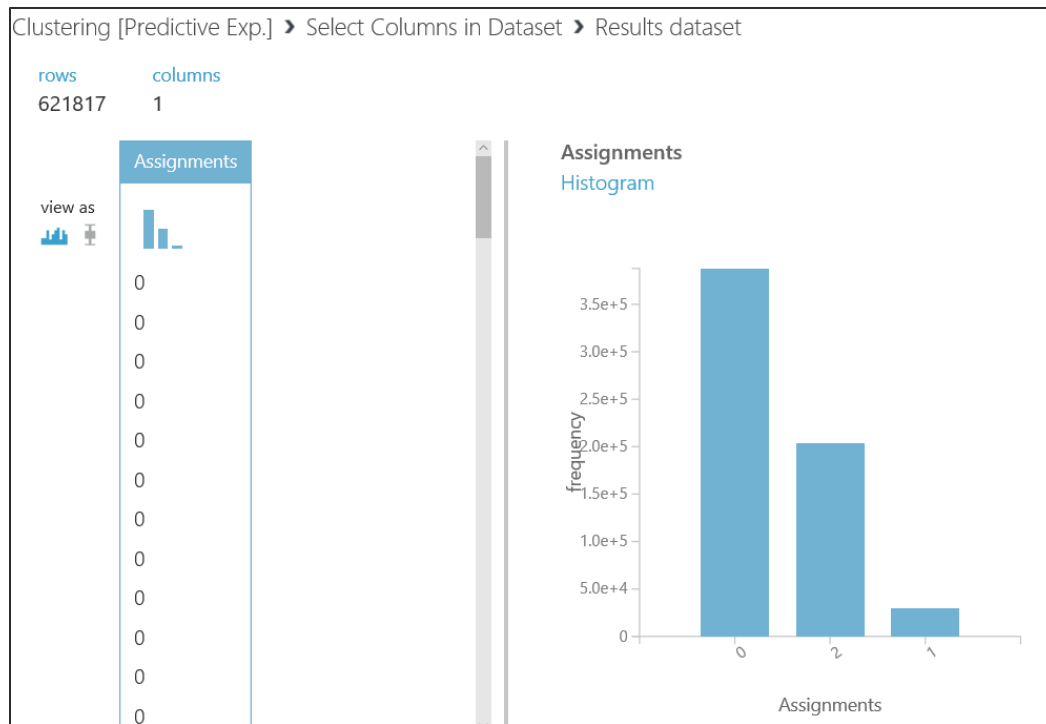 Clustering [Predictive Exp.] › Select Columns in Dataset › Results dataset
rows columns
621817 1
Assignments
view as
0
0
0
0
0
0
0
0
0
0
0
0
Assignments
Histogram
frequency
3.5e+5
3.0e+5
2.5e+5
2.0e+5
1.5e+5
1.0e+5
5.0e+4
0
0 2 1
Assignments